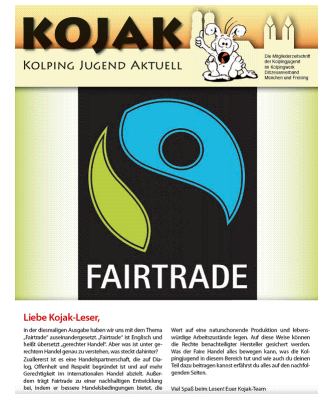 KOJAK
KOLPING JUGEND AKTUELL
Die Mitgliederzeitschrift
der Kolpingjugend
im Kolpingwerk
Diözesanverband
München und Freising
FAIRTRADE
Liebe Kojak-Leser,
in der diesmaligen Ausgabe haben wir uns mit dem Thema
„Fairtrade" auseinandergesetzt. „Fairtrade" ist Englisch und
heißt übersetzt „gerechter Handel". Aber was ist unter ge-
rechtem Handel genau zu verstehen, was steckt dahinter?
Zuallererst ist es eine Handelspartnerschaft, die auf Dia-
log, Offenheit und Respekt begründet ist und auf mehr
Gerechtigkeit im internationalen Handel abzielt. Außer-
dem trägt Fairtrade zu einer nachhaltigen Entwicklung
bei, indem er bessere Handelsbedingungen bietet, die
Wert auf eine naturschonende Produktion und lebens-
würdige Arbeitszustände legen. Auf diese Weise können
die Rechte benachteiligter Hersteller gesichert werden.
Was der Faire Handel alles bewegen kann, was die Kol-
pingjugend in diesem Bereich tut und wie auch du deinen
Teil dazu beitragen kannst erfährst du alles auf den nachfol-
genden Seiten.
Viel Spaß beim Lesen! Euer Kojak-Team